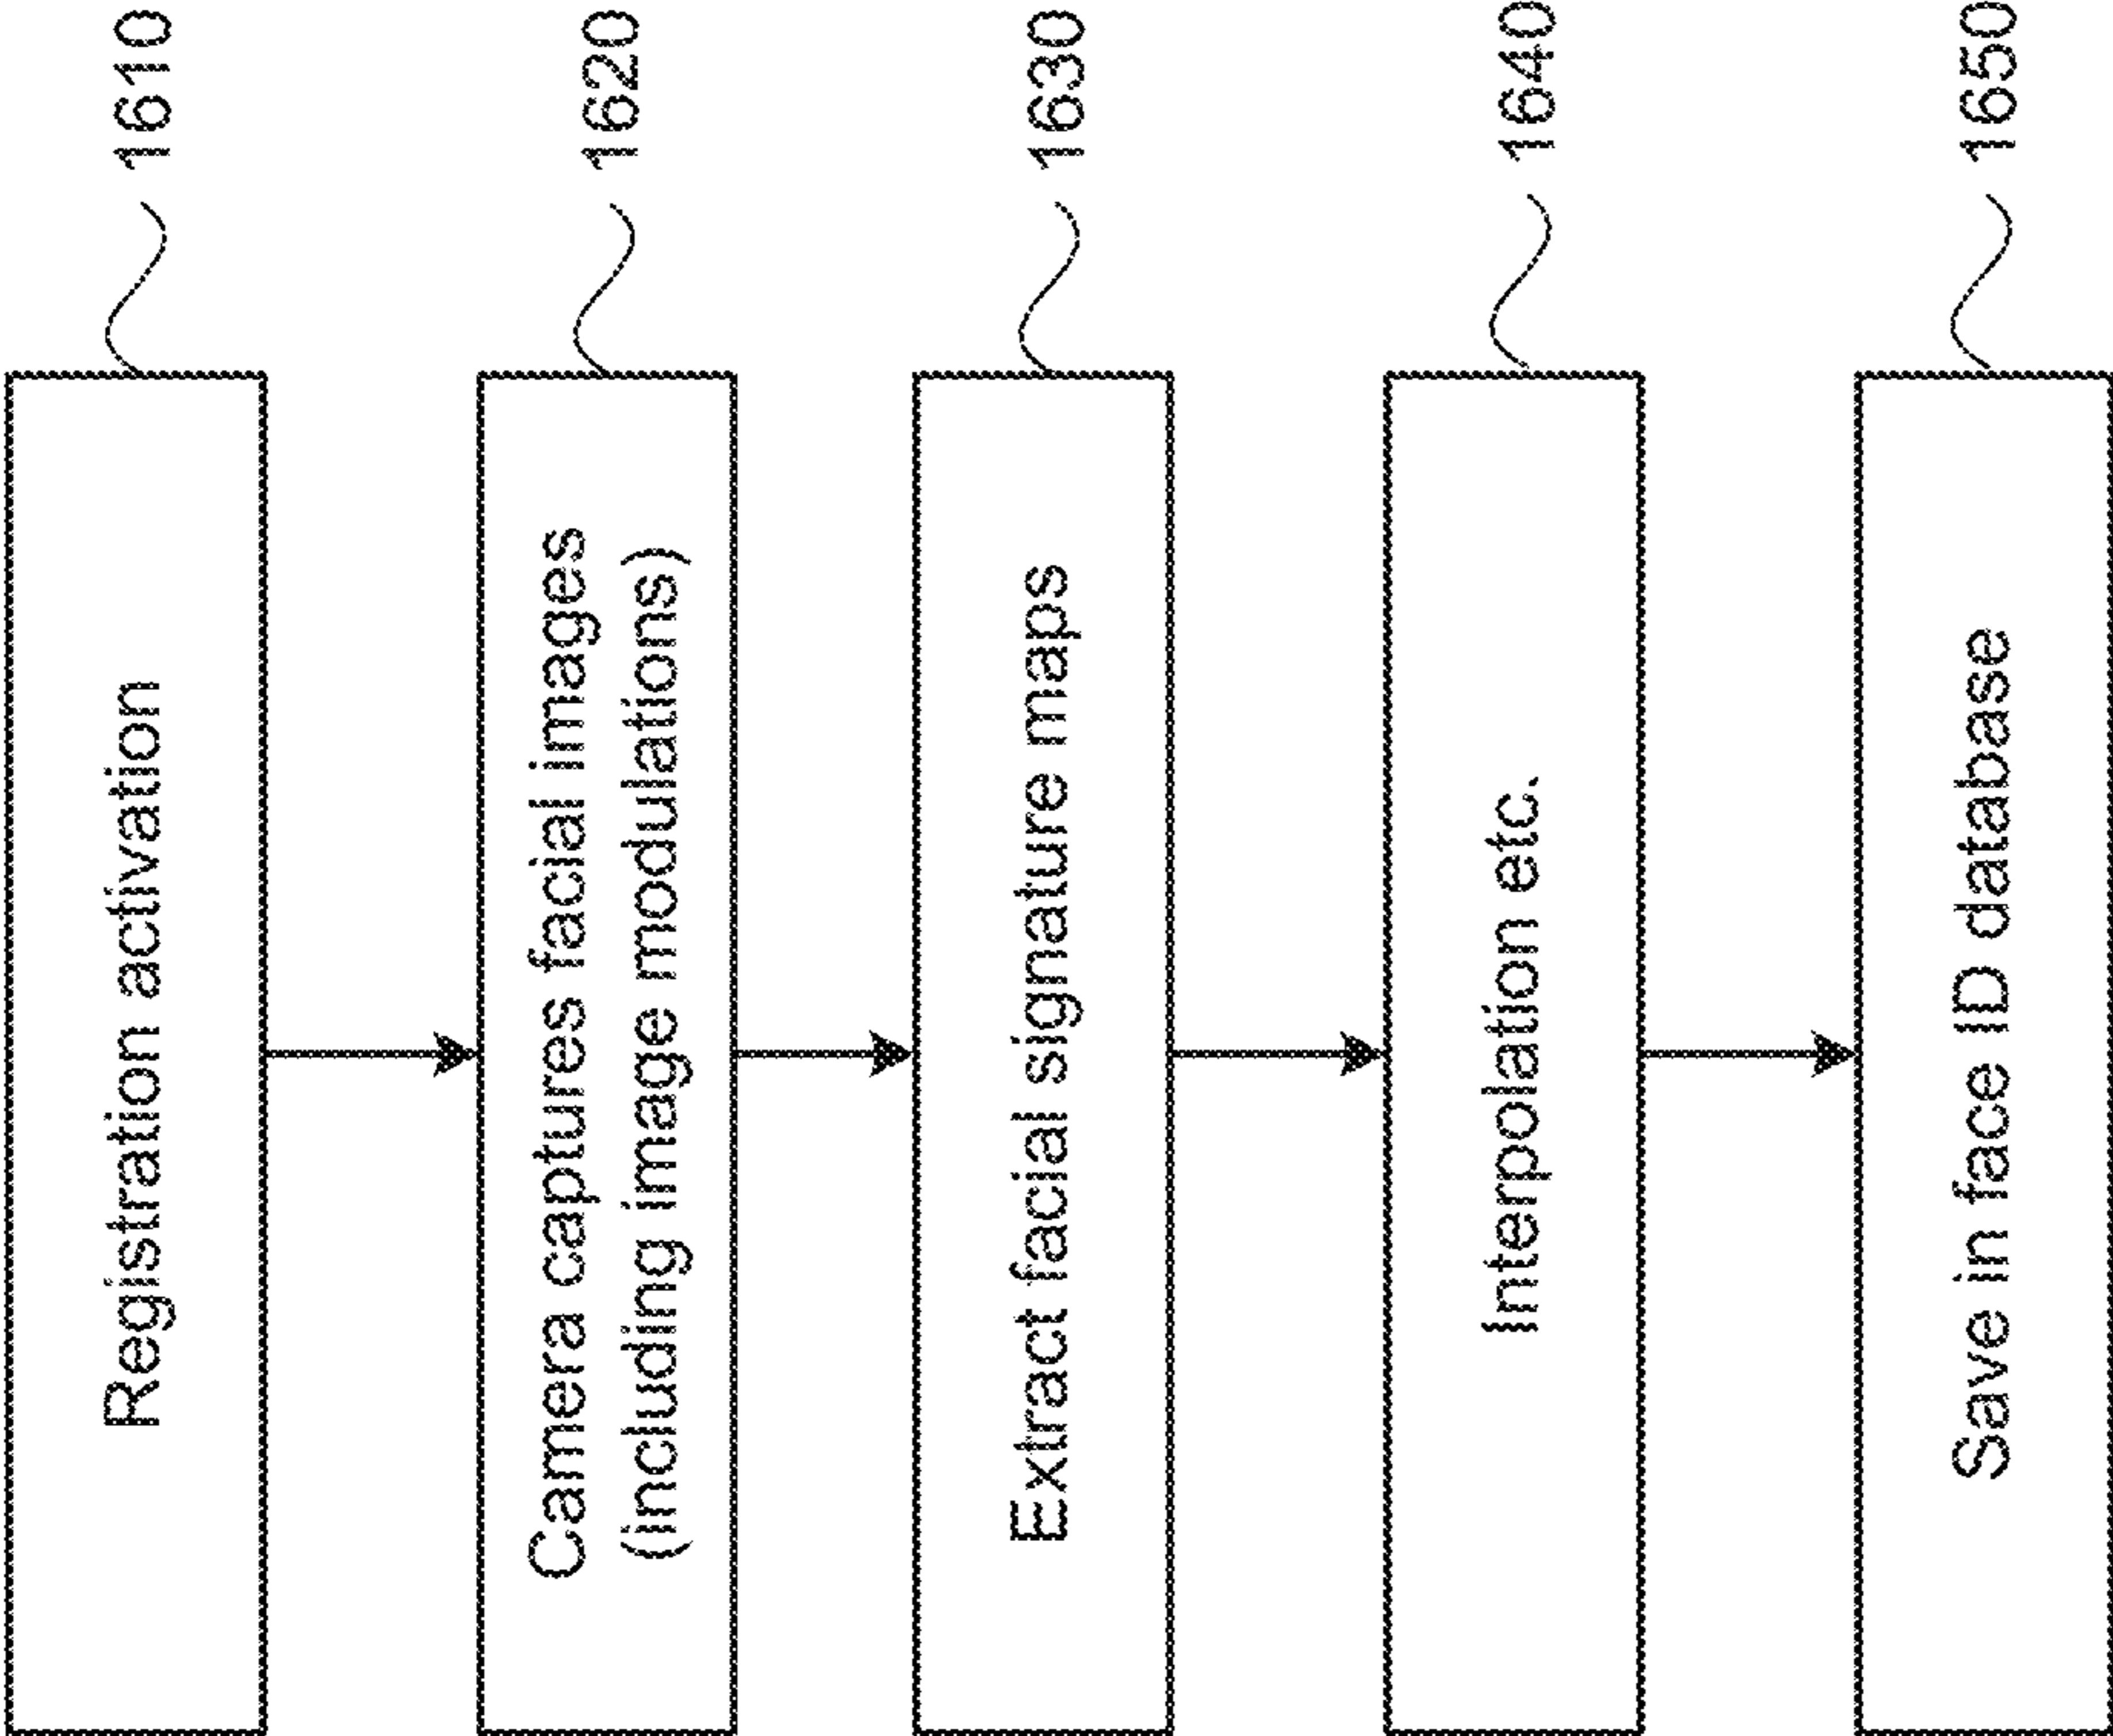 Registration activation
1610
Camera captures facial images
(including image modulations)
1620
Extract facial signature maps
1630
Interpolation etc.
1640
Save in face ID database
1650